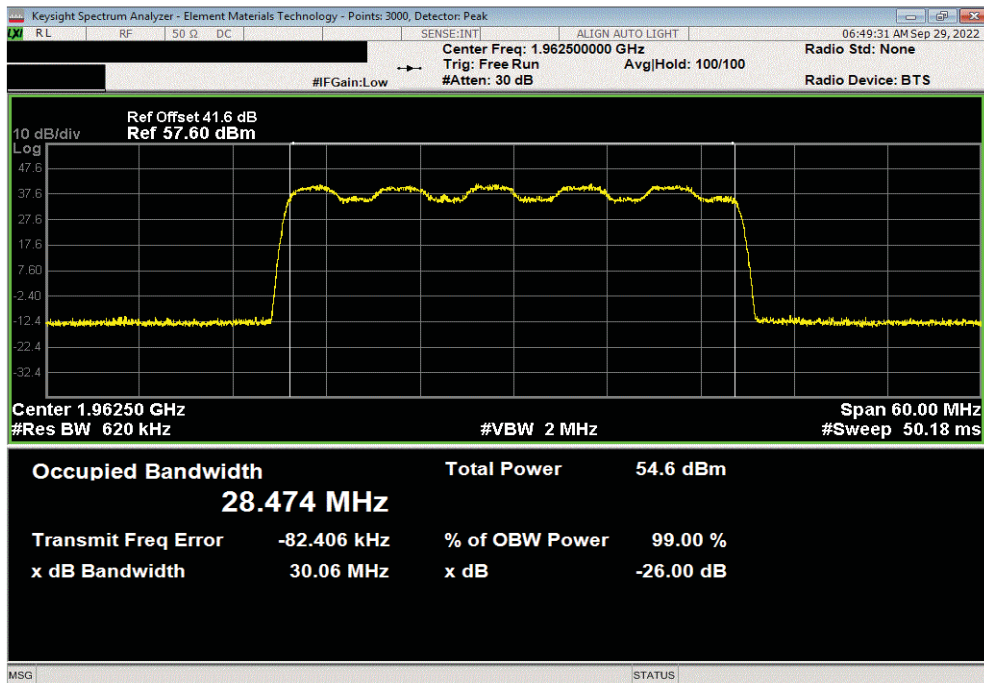 Keysight Spectrum Analyzer - Element Materials Technology - Points: 3000, Detector: Peak
LXI RL RF 50 Ω DC SENSE:INT ALIGN AUTO LIGHT 06:49:31 AM Sep 29, 2022
Center Freq: 1.962500000 GHz Radio Std: None
Trig: Free Run Avg|Hold: 100/100
#IFGain:Low #Atten: 30 dB Radio Device: BTS
Ref Offset 41.6 dB
10 dB/div Ref 57.60 dBm
Log
47.6
37.6
27.6
17.6
7.60
-2.40
-12.4
-22.4
-32.4
Center 1.96250 GHz Span 60.00 MHz
#Res BW 620 kHz #VBW 2 MHz #Sweep 50.18 ms
Occupied Bandwidth Total Power 54.6 dBm
28.474 MHz
Transmit Freq Error -82.406 kHz % of OBW Power 99.00 %
x dB Bandwidth 30.06 MHz x dB -26.00 dB
MSG STATUS